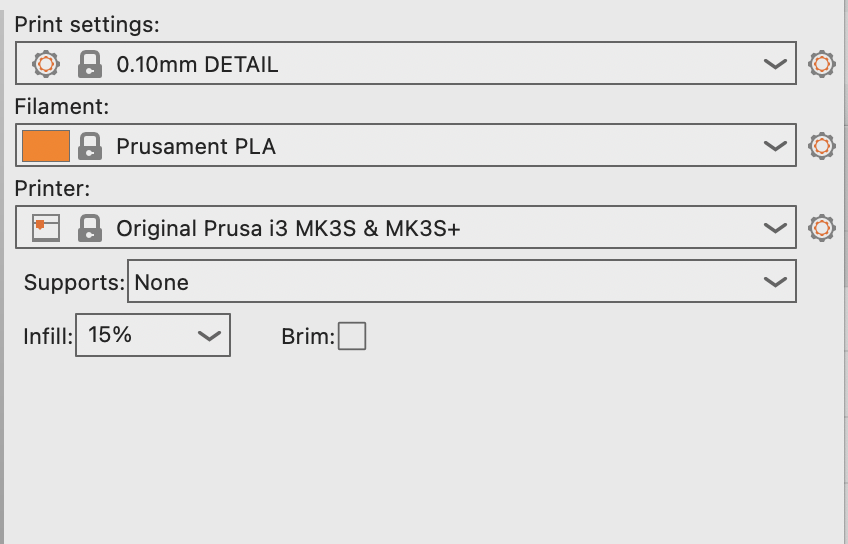 Print settings:
0.10mm DETAIL
Filament:
Prusament PLA
Printer:
Original Prusa i3 MK3S & MK3S+
Supports: None
Infill: 15% Brim: